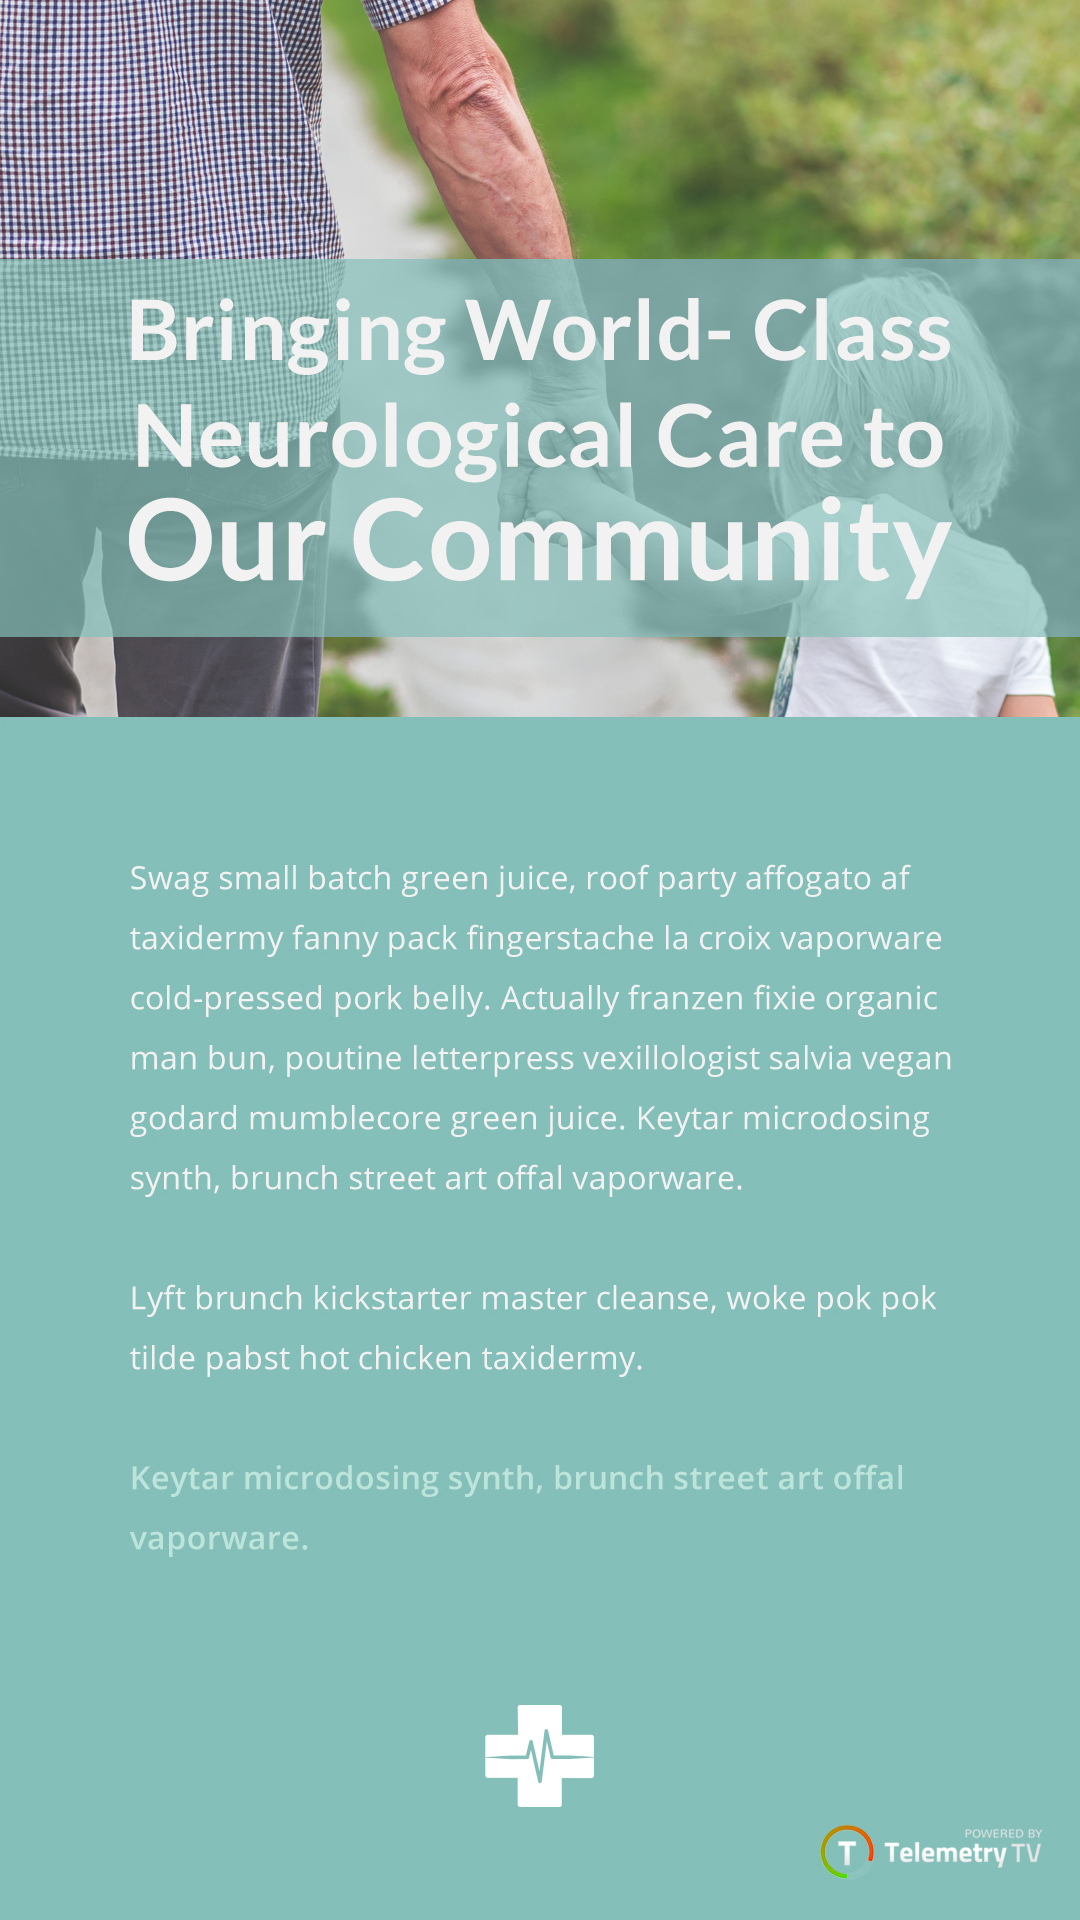 Bringing World- Class
Neurological Care to
Our Community
Swag small batch green juice, roof party affogato af
taxidermy fanny pack fingerstache la croix vaporware
cold-pressed pork belly. Actually franzen fixie organic
man bun, poutine letterpress vexillologist salvia vegan
godard mumblecore green juice. Keytar microdosing
synth, brunch street art offal vaporware.
Lyft brunch kickstarter master cleanse, woke pok pok
tilde pabst hot chicken taxidermy.
Keytar microdosing synth, brunch street art offal
vaporware.
POWERED BY
T Telemetry TV